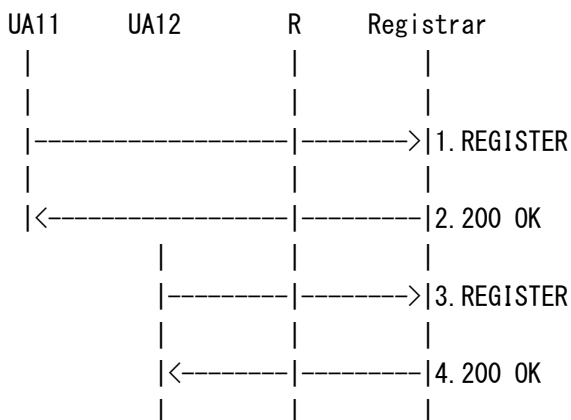 UA11 UA12 R Registrar
1.REGISTER
2.200 OK
3.REGISTER
4.200 OK